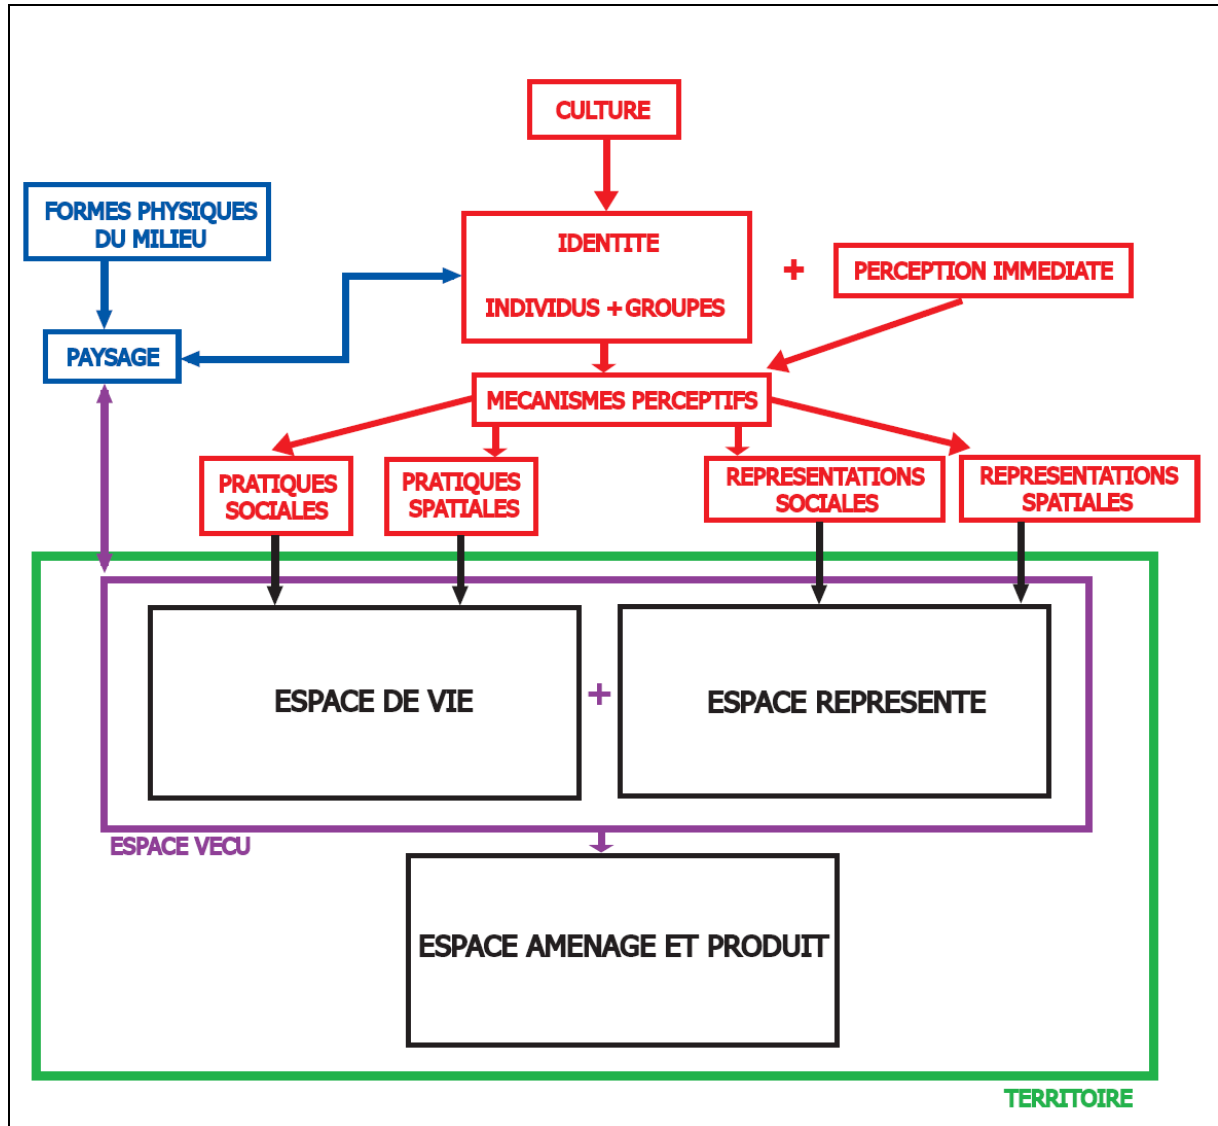 CULTURE
FORMES PHYSIQUES
DU MILIEU
IDENTITE
INDIVIDUS + GROUPES
+
PERCEPTION IMMEDIATE
PAYSAGE
MECANISMES PERCEPTIFS
PRATIQUES
SOCIALES
PRATIQUES
SPATIALES
REPRESENTATIONS
SOCIALES
REPRESENTATIONS
SPATIALES
ESPACE DE VIE
+
ESPACE REPRESENTE
ESPACE VECU
ESPACE AMENAGE ET PRODUIT
TERRITOIRE